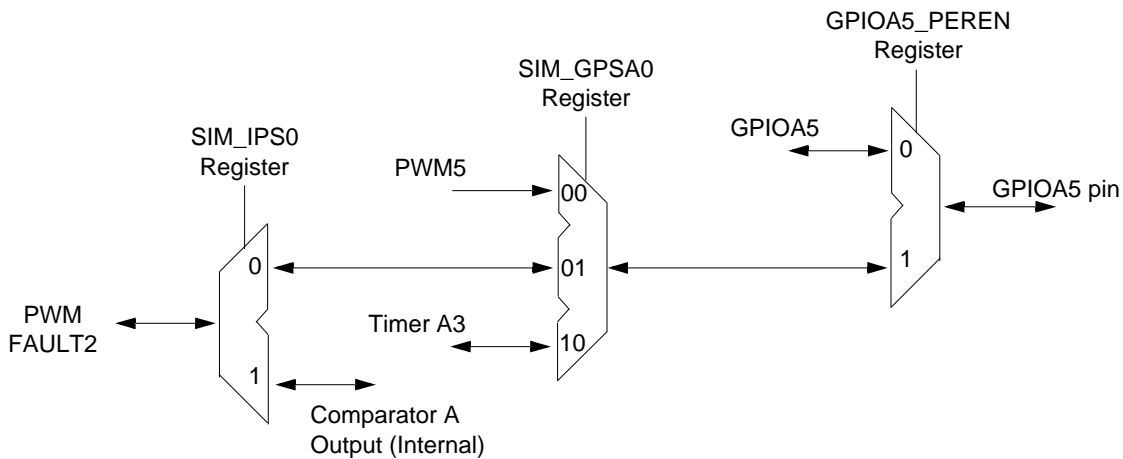 GPIOA5_PEREN
Register
SIM_GPSA0
Register
SIM_IPS0
Register
GPIOA5
0
PWM5
00
GPIOA5 pin
0
01
1
PWM
FAULT2
Timer A3
10
1
Comparator A
Output (Internal)